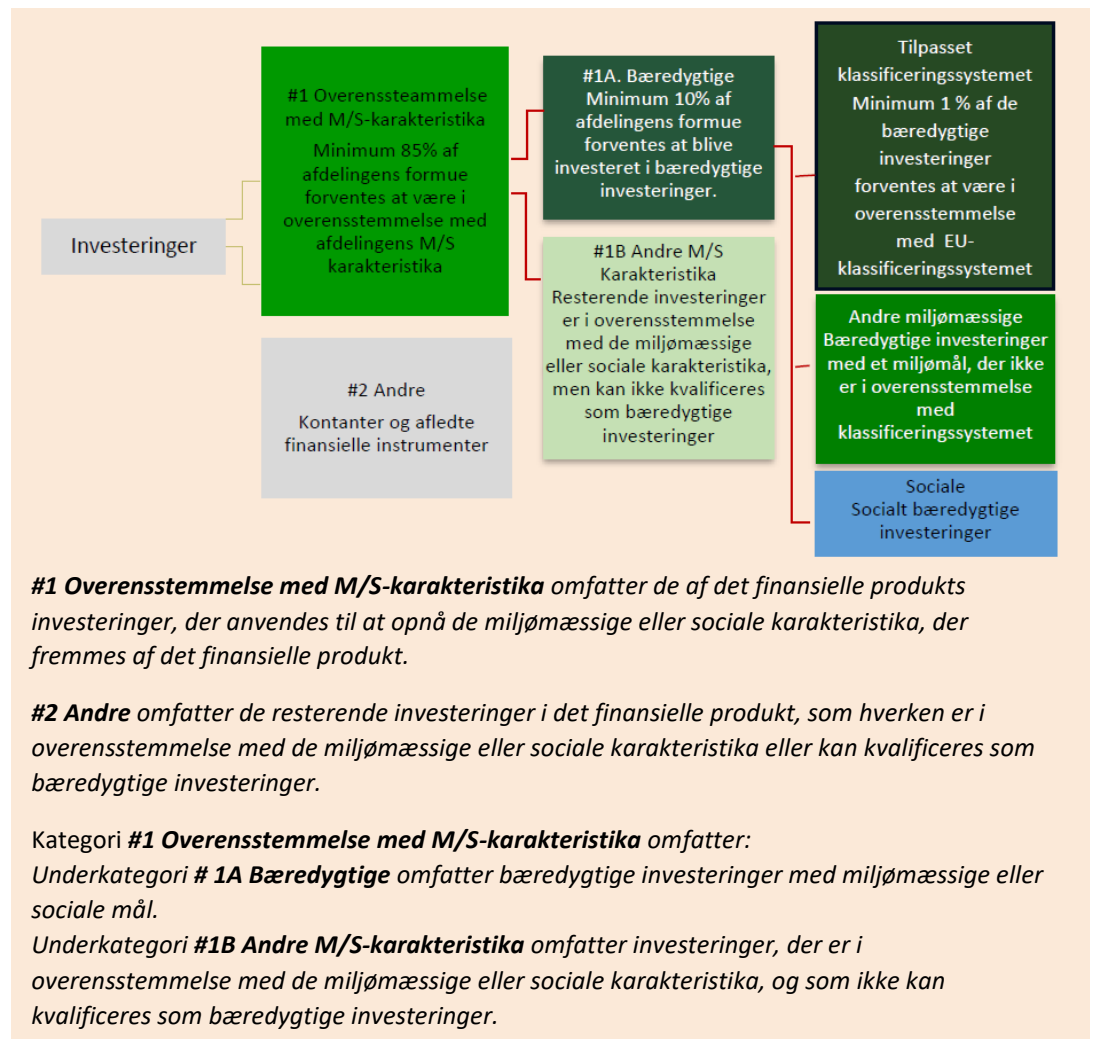 Investeringer
#1 Overenssteammelse
med M/S-karakteristika
Minimum 85% af
afdelingens formue
forventes at være i
overensstemmelse med
afdelingens M/S
karakteristika
#2 Andre
Kontanter og afledte
finansielle instrumenter
#1A. Bæredygtige
Minimum 10% af
afdelingens formue
forventes at blive
investeret i bæredygtige
investeringer.
#1B Andre M/S
Karakteristika
Resterende investeringer
er i overensstemmelse
med de miljømæssige
eller sociale karakteristika,
men kan ikke kvalificeres
som bæredygtige
investeringer
Tilpasset
klassificeringssystemet
Minimum 1 % af de
bæredygtige
investeringer
forventes at være i
overensstemmelse
med EU-
klassificeringssystemet
Andre miljømæssige
Bæredygtige investeringer
med et miljømål, der ikke
er i overensstemmelse
med
klassificeringssystemet
Sociale
Socialt bæredygtige
investeringer
#1 Overensstemmelse med M/S-karakteristika omfatter de af det finansielle produkts
investeringer, der anvendes til at opnå de miljømæssige eller sociale karakteristika, der
fremmes af det finansielle produkt.
#2 Andre omfatter de resterende investeringer i det finansielle produkt, som hverken er i
overensstemmelse med de miljømæssige eller sociale karakteristika eller kan kvalificeres som
bæredygtige investeringer.
Kategori #1 Overensstemmelse med M/S-karakteristika omfatter:
Underkategori # 1A Bæredygtige omfatter bæredygtige investeringer med miljømæssige eller
sociale mål.
Underkategori #1B Andre M/S-karakteristika omfatter investeringer, der er i
overensstemmelse med de miljømæssige eller sociale karakteristika, og som ikke kan
kvalificeres som bæredygtige investeringer.